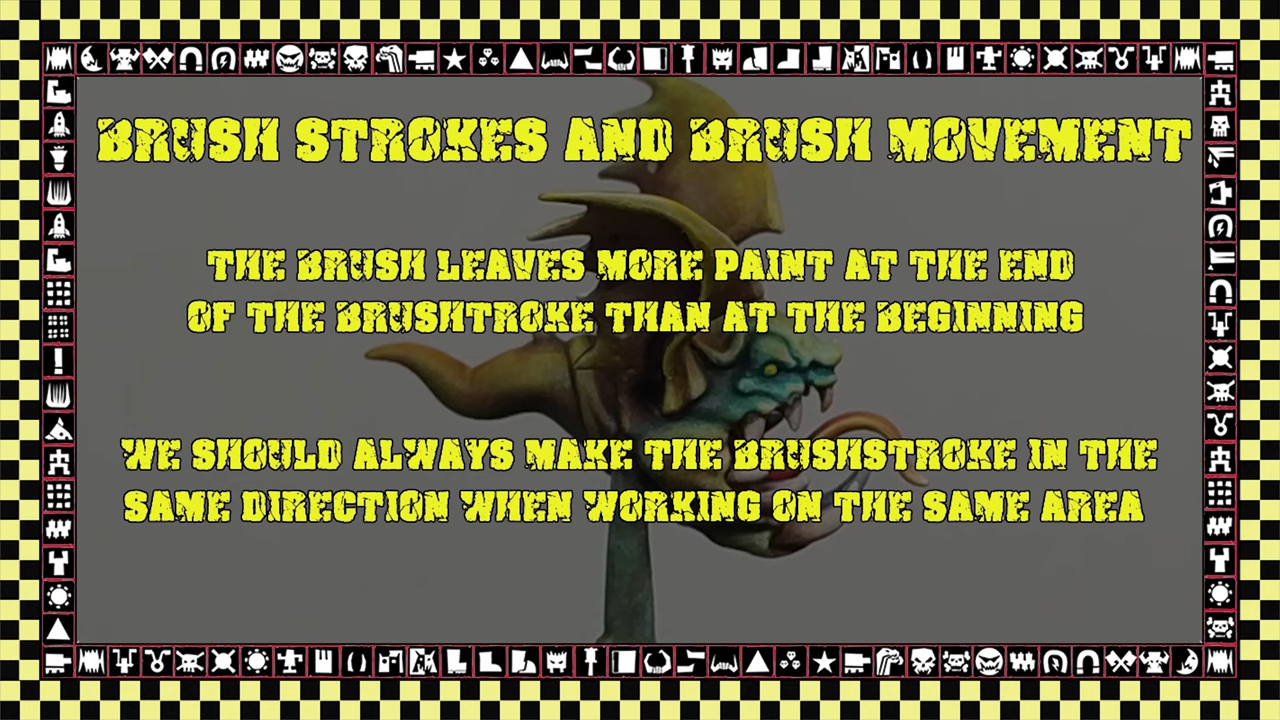 BRUSH STROKES AND BRUSH MOVEMENT
THE BRUSH LEAVES MORE PAINT AT THE END
OF THE BRUSHTROKE THAN AT THE BEGINNING
WE SHOULD ALWAYS MAKE THE BRUSHSTROKE IN THE
SAME DIRECTION WHEN WORKING ON THE SAME AREA